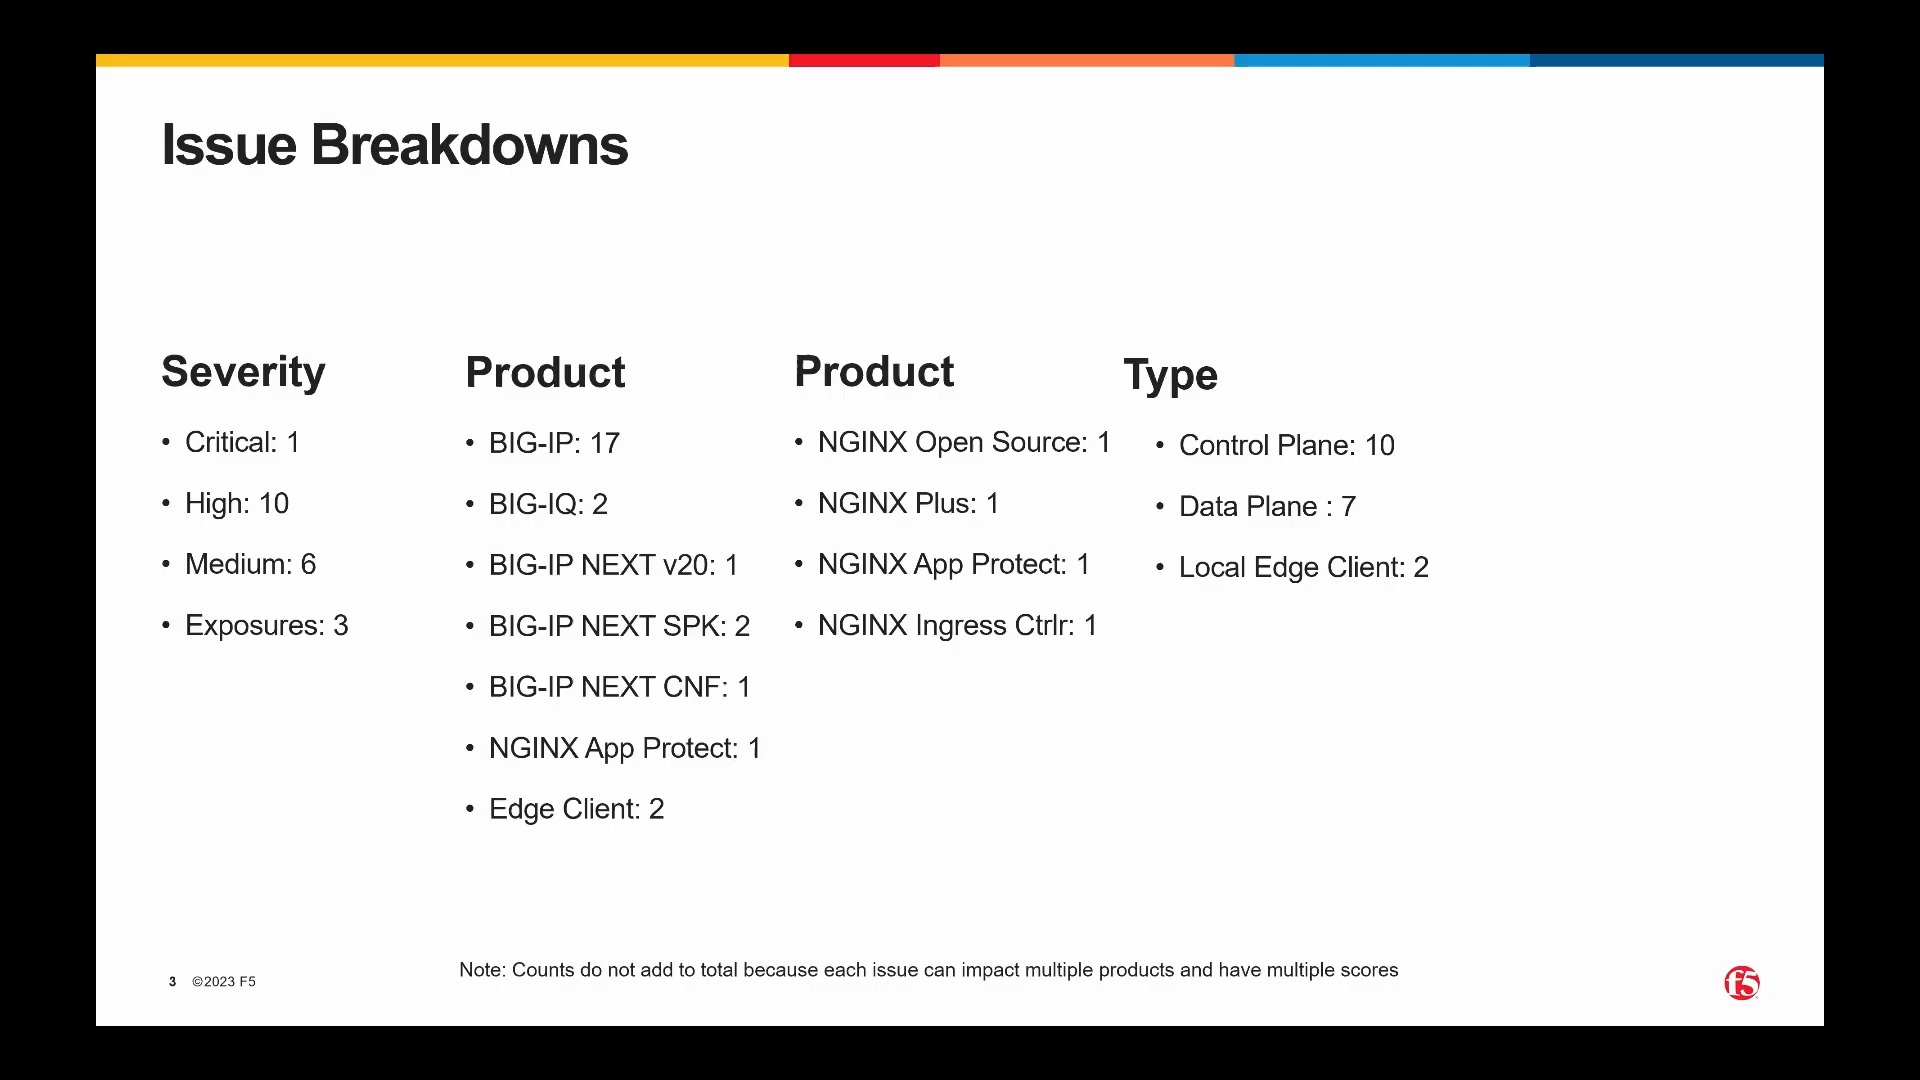 Issue Breakdowns
Severity
• Critical: 1
• High: 10
• Medium: 6
• Exposures: 3
Product
• BIG-IP: 17
• BIG-IQ: 2
• BIG-IP NEXT v20: 1
• BIG-IP NEXT SPK: 2
• BIG-IP NEXT CNF: 1
• NGINX App Protect: 1
• Edge Client: 2
Product
• NGINX Open Source: 1
• NGINX Plus: 1
• NGINX App Protect: 1
• NGINX Ingress Ctrlr: 1
Type
• Control Plane: 10
• Data Plane : 7
• Local Edge Client: 2
Note: Counts do not add to total because each issue can impact multiple products and have multiple scores
3 ©2023 F5
f5